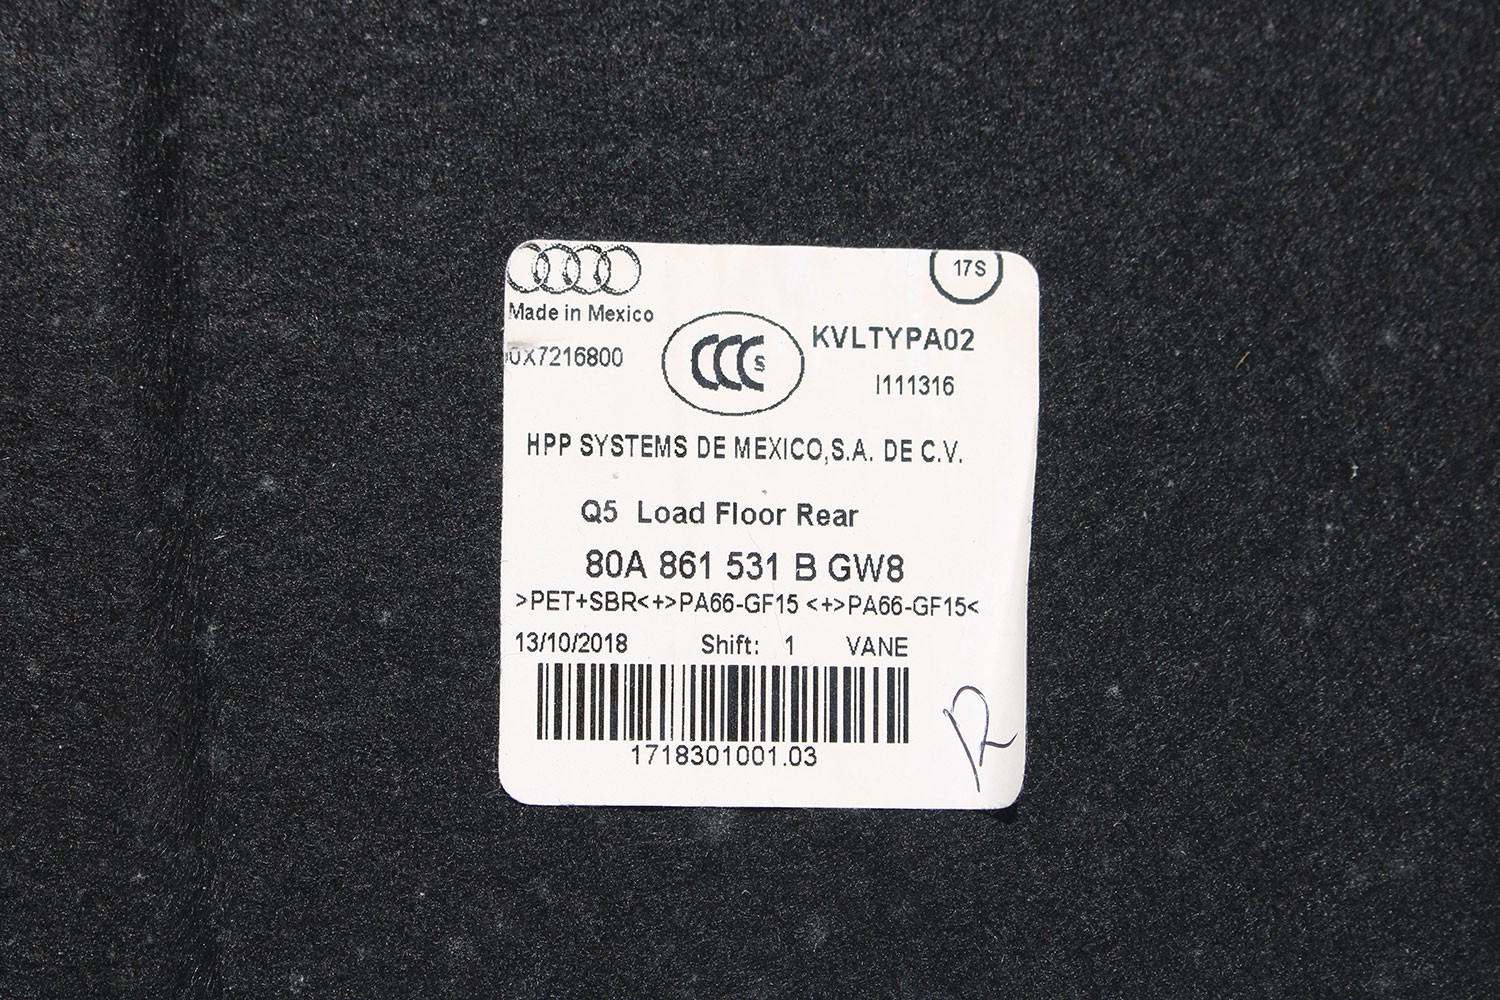 17S
Made in Mexico
0X7216800
CCC S
KVLTYPA02
I111316
HPP SYSTEMS DE MEXICO,S.A. DE C.V.
Q5 Load Floor Rear
80A 861 531 B GW8
>PET+SBR<+>PA66-GF15 <+>PA66-GF15<
13/10/2018 Shift: 1 VANE
1718301001.03